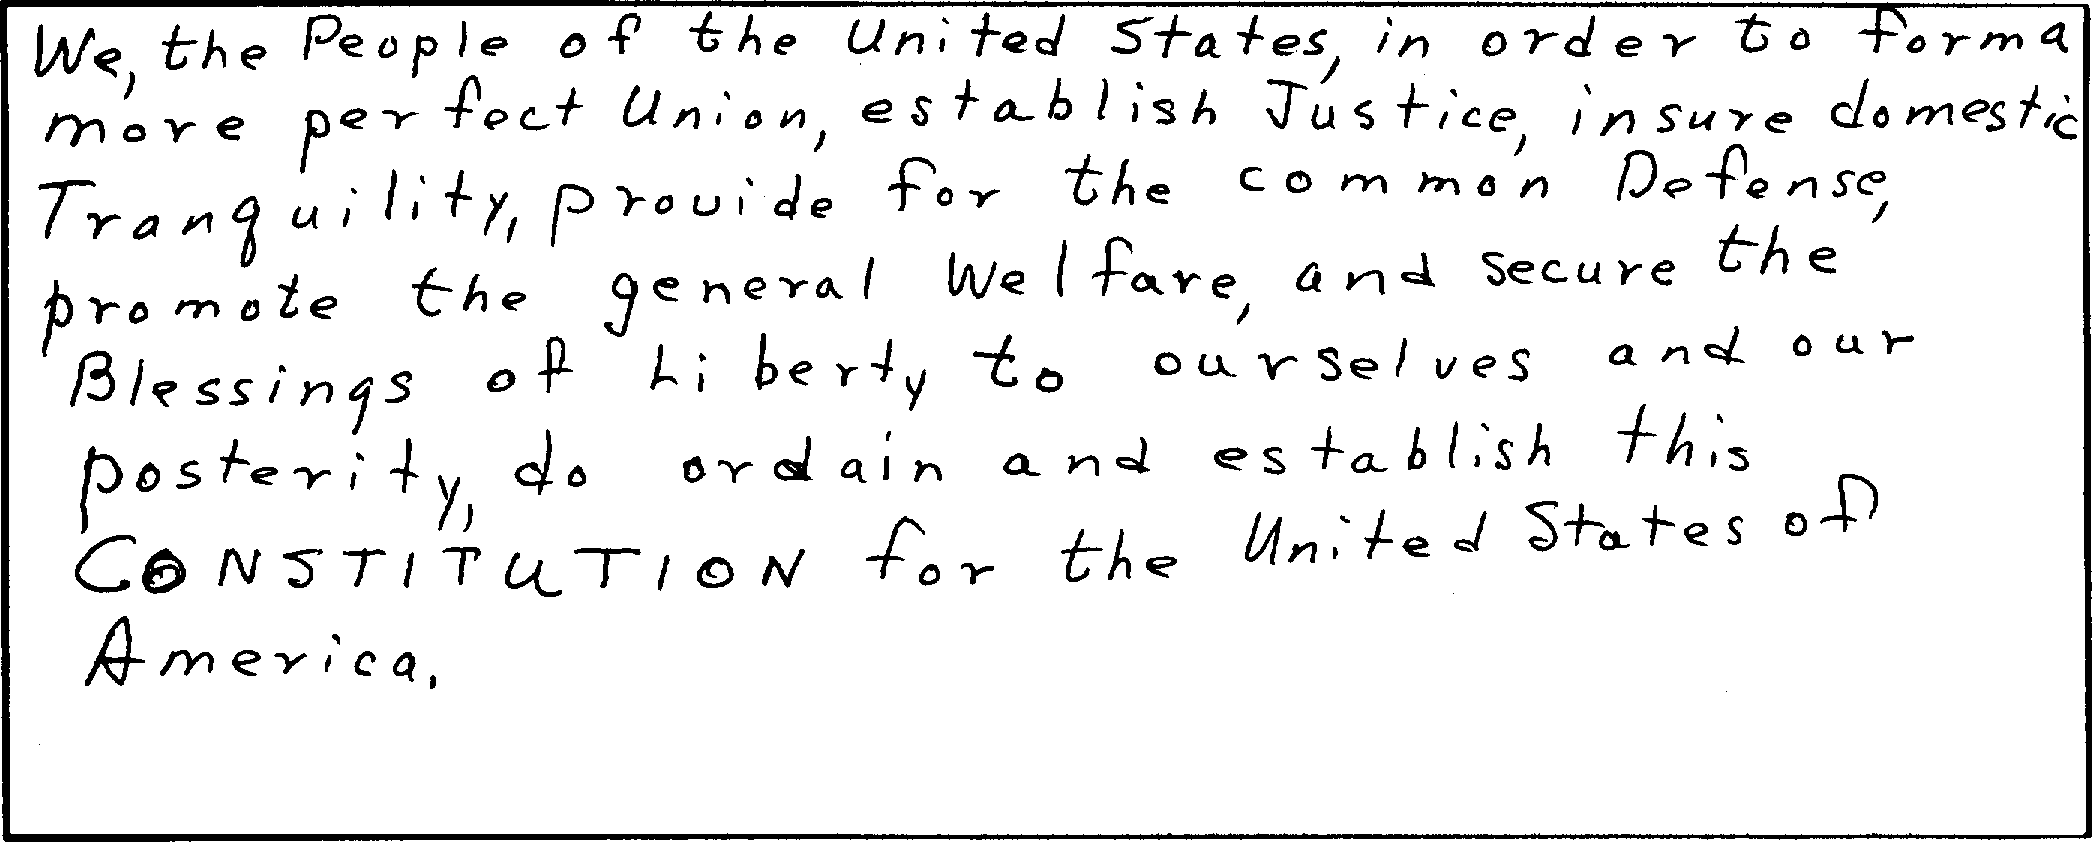 We, the People of the United States, in order to form a
more perfect Union, establish Justice, insure domestic
Tranquility, provide for the common Defense,
promote the general Welfare, and secure the
Blessings of Liberty to ourselves and our
posterity, do ordain and establish this
CONSTITUTION for the United States of
America.